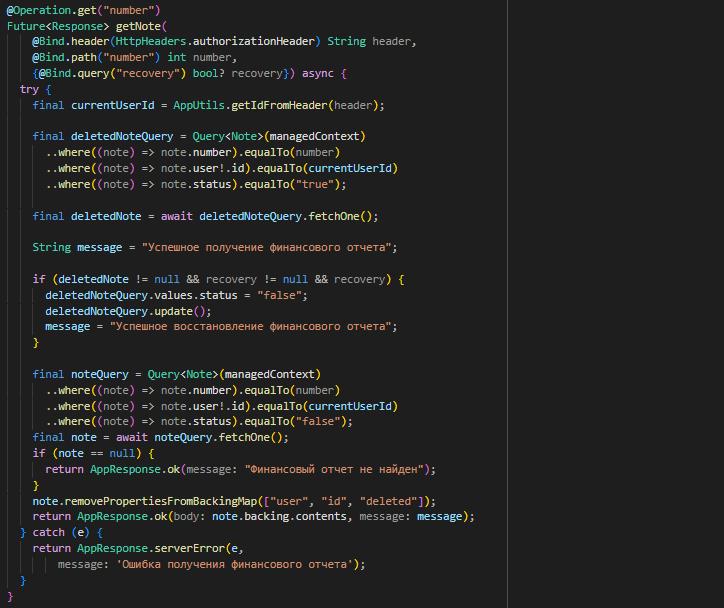 @Operation.get("number")
Future<Response> getNote(
    @Bind.header(HttpHeaders.authorizationHeader) String header,
    @Bind.path("number") int number,
    {@Bind.query("recovery") bool? recovery}) async {
  try {
    final currentUserId = AppUtils.getIdFromHeader(header);

    final deletedNoteQuery = Query<Note>(managedContext)
      ..where((note) => note.number).equalTo(number)
      ..where((note) => note.user!.id).equalTo(currentUserId)
      ..where((note) => note.status).equalTo("true");

    final deletedNote = await deletedNoteQuery.fetchOne();

    String message = "Успешное получение финансового отчета";

    if (deletedNote != null && recovery != null && recovery) {
      deletedNoteQuery.values.status = "false";
      deletedNoteQuery.update();
      message = "Успешное восстановление финансового отчета";
    }

    final noteQuery = Query<Note>(managedContext)
      ..where((note) => note.number).equalTo(number)
      ..where((note) => note.user!.id).equalTo(currentUserId)
      ..where((note) => note.status).equalTo("false");
    final note = await noteQuery.fetchOne();
    if (note == null) {
      return AppResponse.ok(message: "Финансовый отчет не найден");
    }
    note.removePropertiesFromBackingMap(["user", "id", "deleted"]);
    return AppResponse.ok(body: note.backing.contents, message: message);
  } catch (e) {
    return AppResponse.serverError(e,
        message: 'Ошибка получения финансового отчета');
  }
}